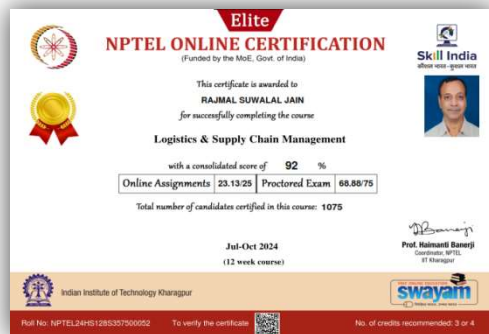 Elite
NPTEL ONLINE CERTIFICATION
(Funded by the MoE, Govt. of India)
Skill India
कौशल भारत - कुशल भारत
This certificate is awarded to
RAJMAL SUWALAL JAIN
for successfully completing the course
Logistics & Supply Chain Management
with a consolidated score of 92 %
Online Assignments 23.13/25 Proctored Exam 68.88/75
Total number of candidates certified in this course: 1075
Jul-Oct 2024
(12 week course)
Prof. Haimanti Banerji
Coordinator, NPTEL
IIT Kharagpur
Indian Institute of Technology Kharagpur
swayam
Roll No: NPTEL24HS128S357500052 To verify the certificate No. of credits recommended: 3 or 4